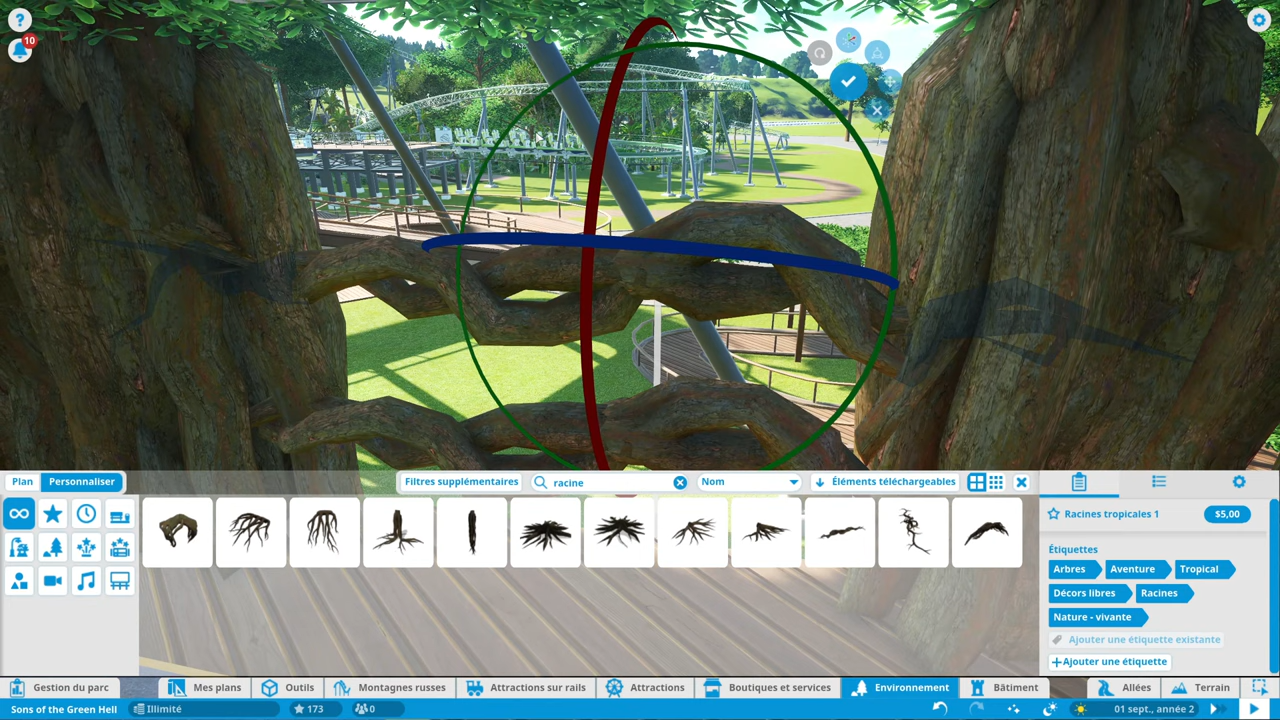 ?
10
Plan
Personnaliser
Filtres supplémentaires
racine
Nom
Éléments téléchargeables
Racines tropicales 1
$5,00
Étiquettes
Arbres
Aventure
Tropical
Décors libres
Racines
Nature - vivante
Ajouter une étiquette existante
+Ajouter une étiquette
Gestion du parc
Mes plans
Outils
Montagnes russes
Attractions sur rails
Attractions
Boutiques et services
Environnement
Bâtiment
Allées
Terrain
Sons of the Green Hell
Illimité
173
0
01 sept., année 2